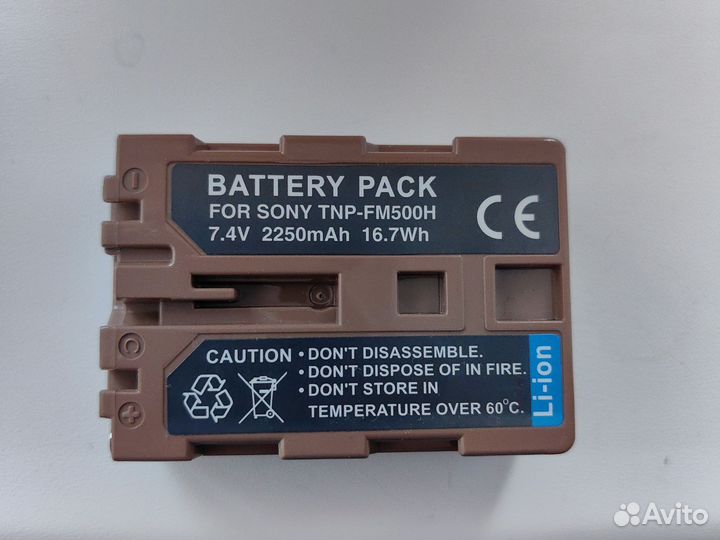 BATTERY PACK
FOR SONY TNP-FM500H
7.4V 2250mAh 16.7Wh
CE
- 
C
+
CAUTION • DON'T DISASSEMBLE.
• DON'T DISPOSE OF IN FIRE.
• DON'T STORE IN
TEMPERATURE OVER 60°C.
Li-ion
Avito